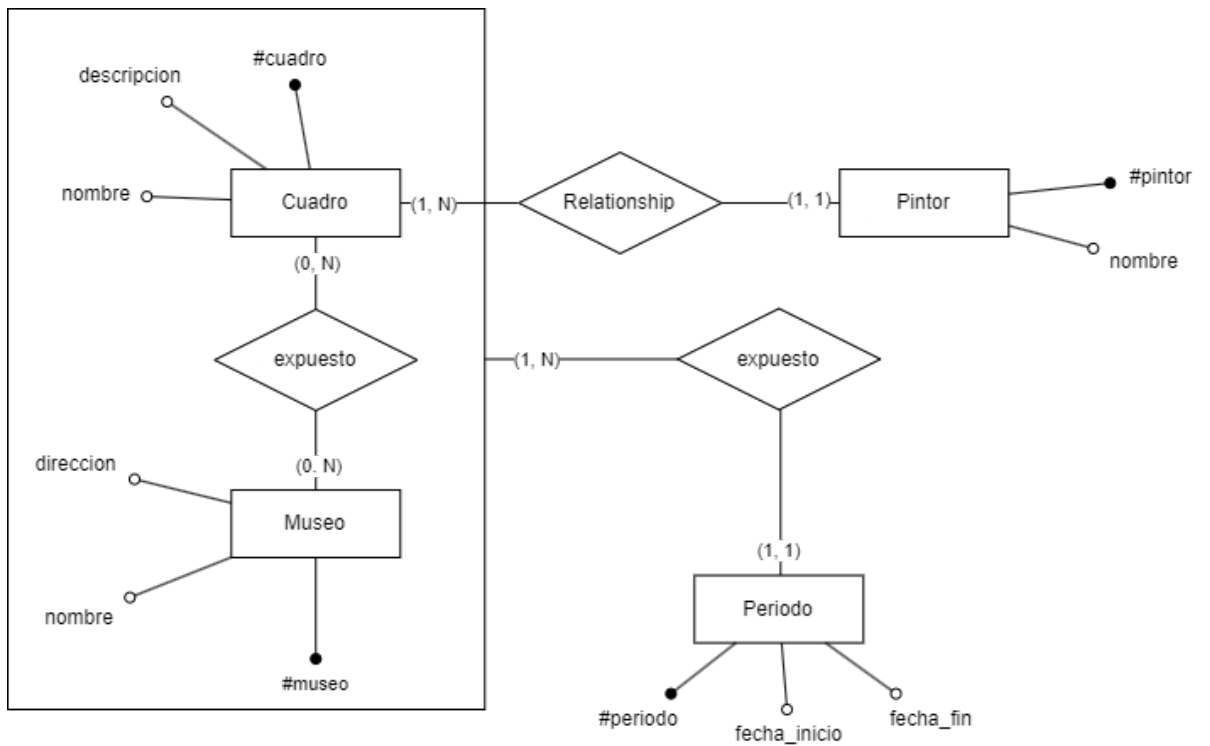 #cuadro
descripcion
nombre
Cuadro
(1, N)
Relationship
(1, 1)
Pintor
#pintor
nombre
(0, N)
expuesto
(1, N)
expuesto
(0. N)
direccion
Museo
nombre
#museo
(1, 1)
Periodo
#periodo
fecha_inicio
fecha_fin